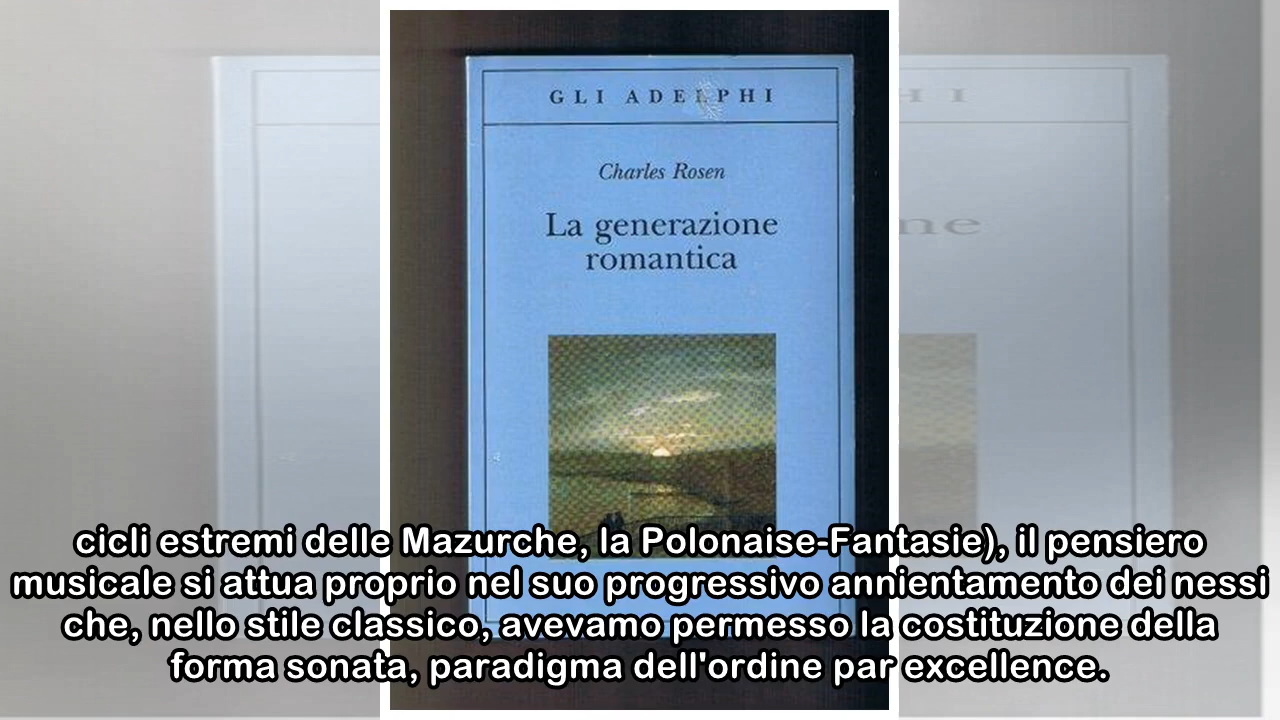 GLI ADELPHI
Charles Rosen
La generazione
romantica
cicli estremi delle Mazurche, la Polonaise-Fantasie), il pensiero
musicale si attua proprio nel suo progressivo annientamento dei nessi
che, nello stile classico, avevamo permesso la costituzione della
forma sonata, paradigma dell'ordine par excellence.